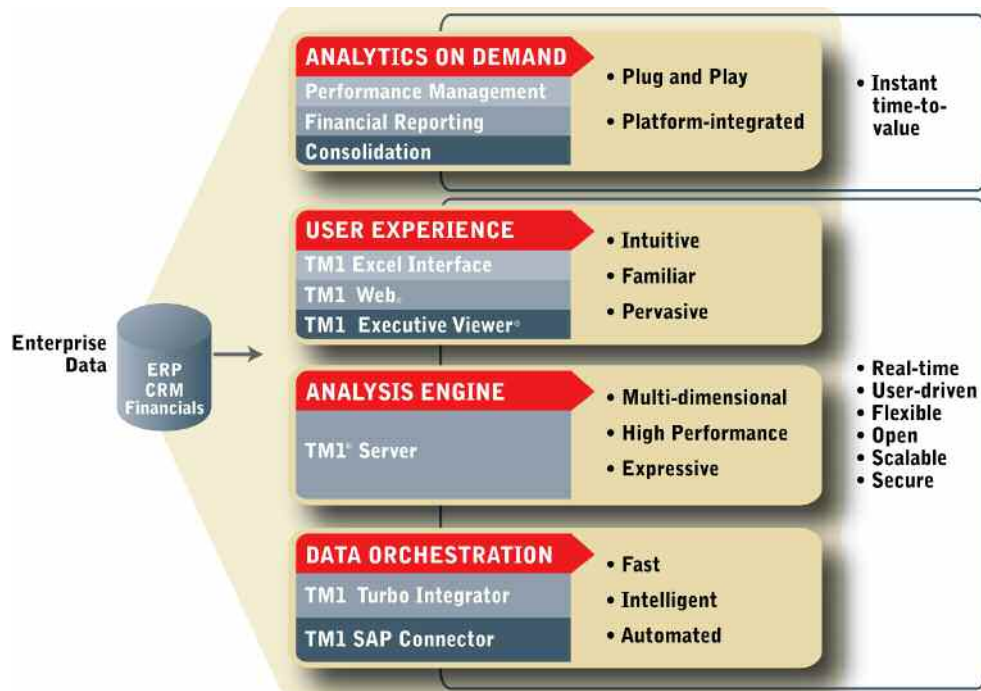 Enterprise
Data
ERP
CRM
Financials
ANALYTICS ON DEMAND
Performance Management
Financial Reporting
Consolidation
• Plug and Play
• Platform-integrated
• Instant
time-to-
value
USER EXPERIENCE
TM1 Excel Interface
TM1 Web®
TM1 Executive Viewer®
• Intuitive
• Familiar
• Pervasive
ANALYSIS ENGINE
TM1® Server
• Multi-dimensional
• High Performance
• Expressive
DATA ORCHESTRATION
TM1 Turbo Integrator
TM1 SAP Connector
• Fast
• Intelligent
• Automated
• Real-time
• User-driven
• Flexible
• Open
• Scalable
• Secure